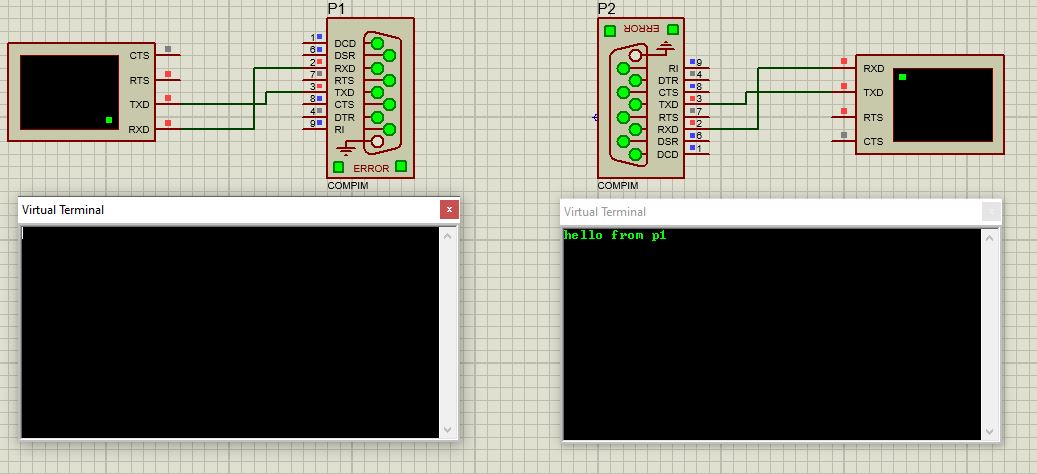 P1
P2
CTS
RTS
TXD
RXD
1
6
2
7
3
8
4
9
DCD
DSR
RXD
RTS
TXD
CTS
DTR
RI
ERROR
COMPIM
ERROR
RI
DTR
CTS
TXD
RTS
RXD
DSR
DCD
9
4
8
3
7
2
6
1
COMPIM
RXD
TXD
RTS
CTS
Virtual Terminal
x
Virtual Terminal
x
hello from p1